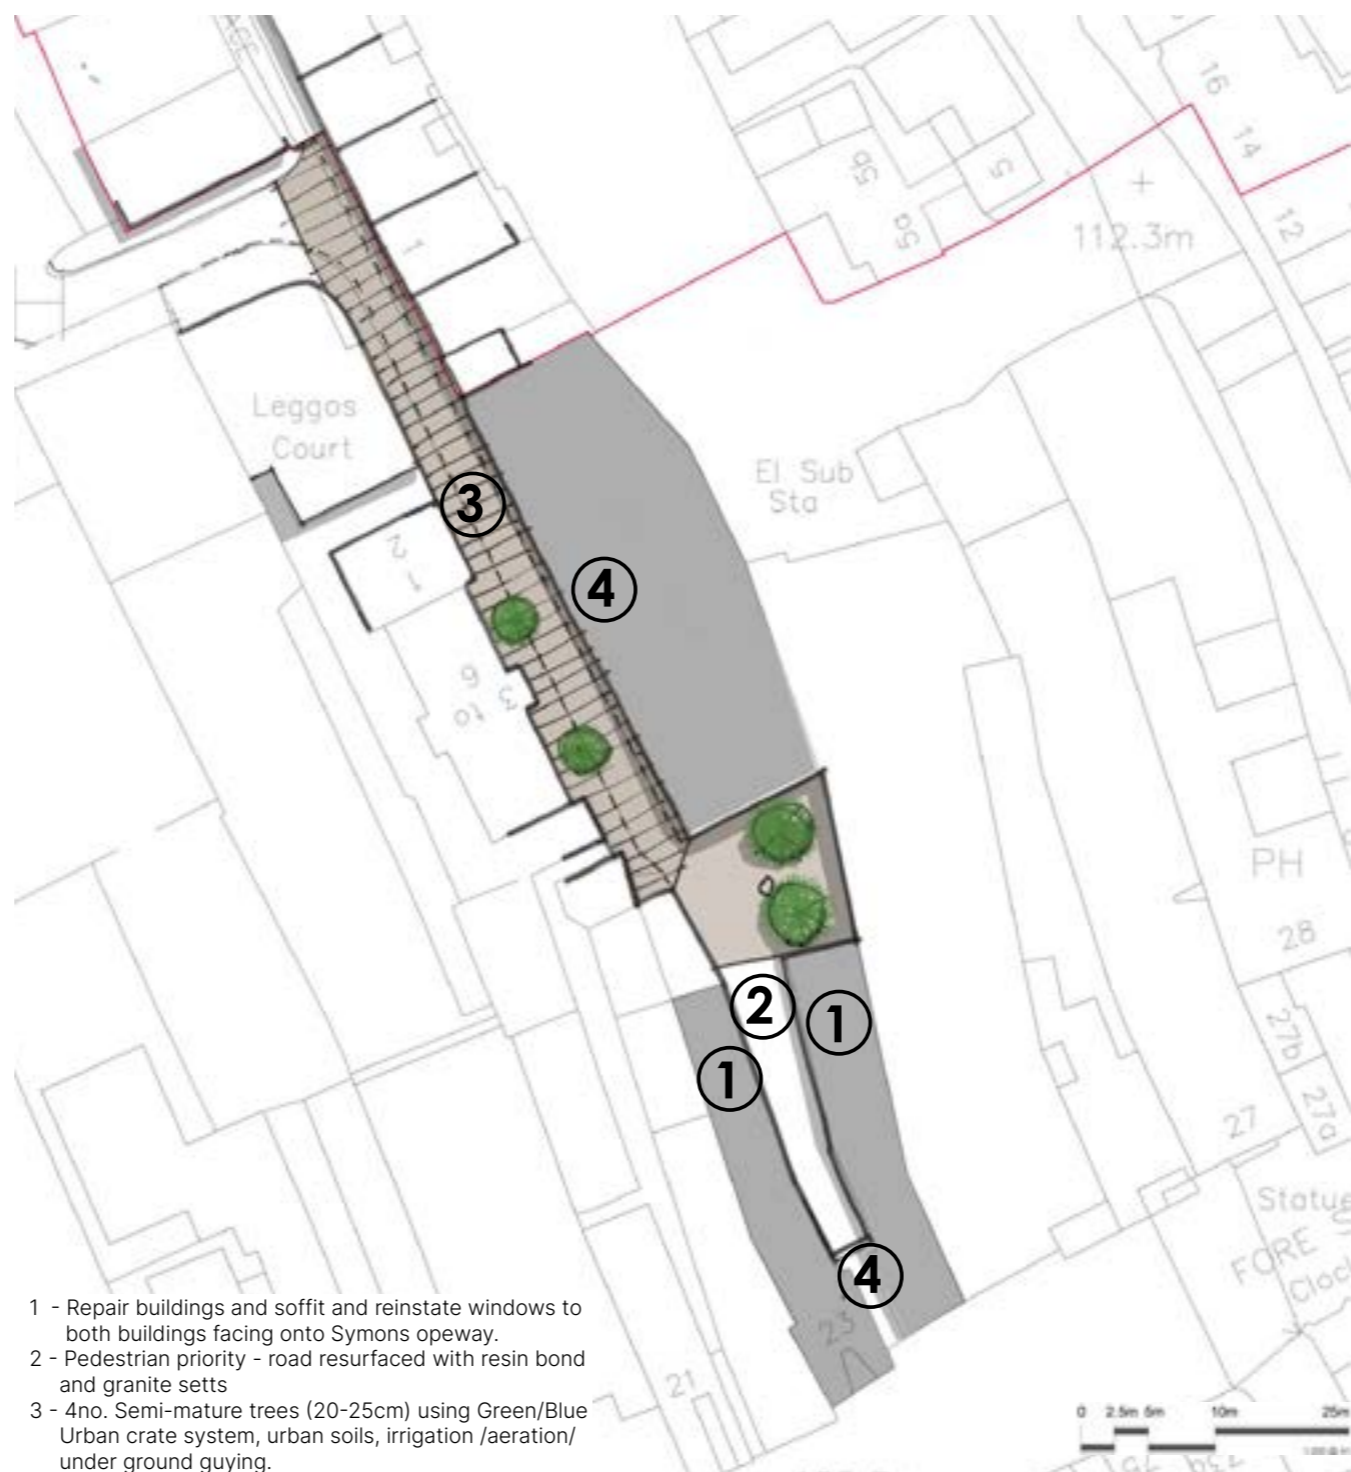 16
14
12
5b
5
5a
112.3m
1
Leggos
Court
El Sub
Sta
3
4
2
1
3
to
6
PH
28
2
1
1
27b
27a
27
Statue
FORE
Clock
4
23
21
1 - Repair buildings and soffit and reinstate windows to
both buildings facing onto Symons opeway.
2 - Pedestrian priority - road resurfaced with resin bond
and granite setts
3 - 4no. Semi-mature trees (20-25cm) using Green/Blue
Urban crate system, urban soils, irrigation /aeration/
under ground guying.
0 2.5m 5m 10m 25m